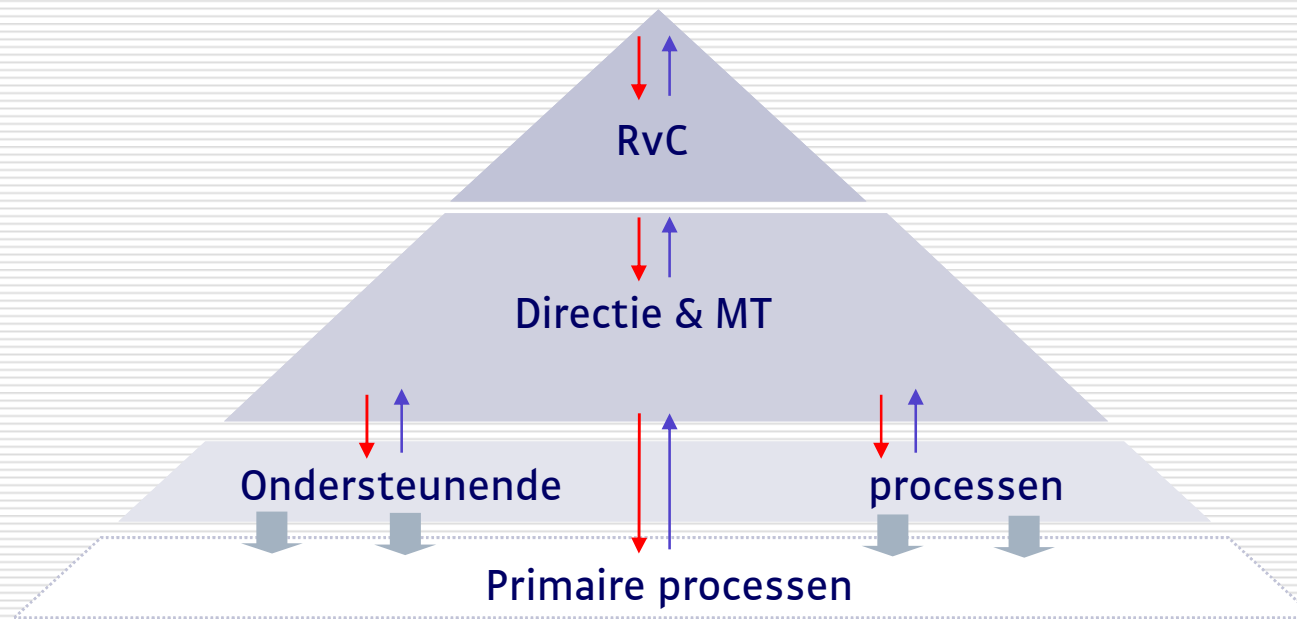 RvC
Directie & MT
Ondersteunende processen
Primaire processen